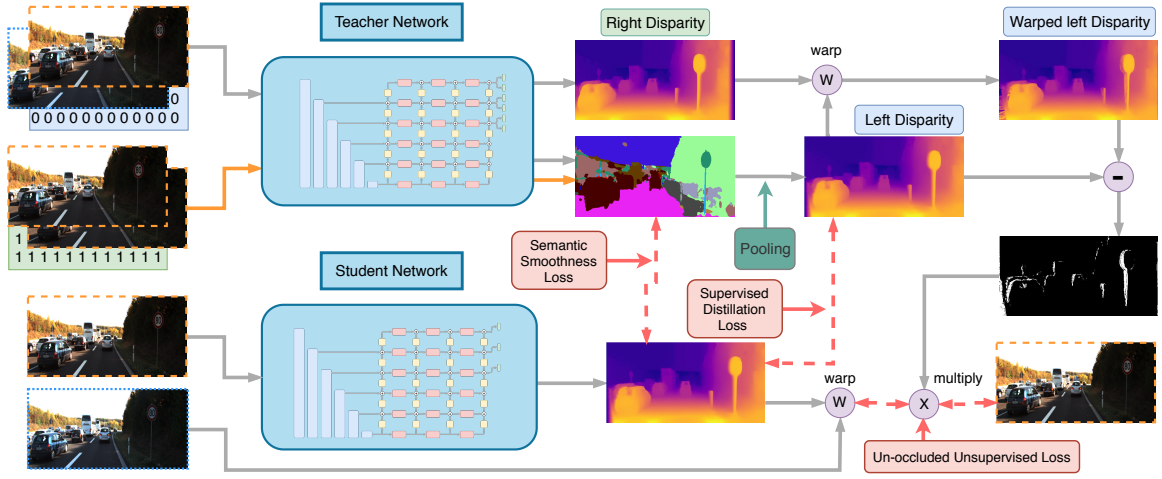 Teacher Network
Right Disparity
Warped left Disparity
warp
W
0
0 0 0 0 0 0 0 0 0 0 0 0
Left Disparity
-
1
1 1 1 1 1 1 1 1 1 1 1 1
Pooling
Semantic
Smoothness
Loss
Student Network
Supervised
Distillation
Loss
warp
W
multiply
X
Un-occluded Unsupervised Loss